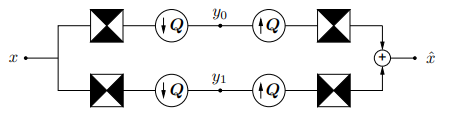 ↓Q y₀ ↑Q
x + x̂
↓Q y₁ ↑Q